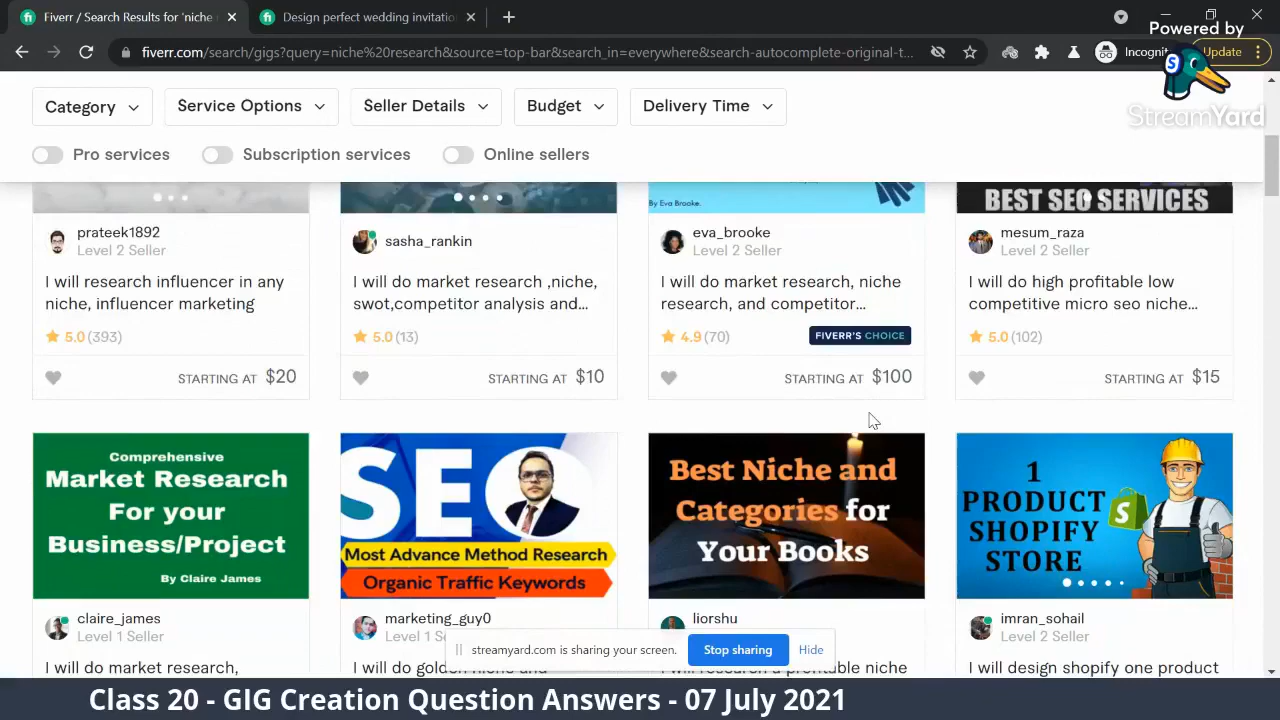 Fiverr / Search Results for 'niche
Design perfect wedding invitatio
Powered by
StreamYard
fiverr.com/search/gigs?query=niche%20research&source=top-bar&search_in=everywhere&search-autocomplete-original-t...
Incognit
Update
Category
Service Options
Seller Details
Budget
Delivery Time
Pro services
Subscription services
Online sellers
By Eva Brooke.
BEST SEO SERVICES
prateek1892
Level 2 Seller
I will research influencer in any
niche, influencer marketing
5.0 (393)
STARTING AT $20
sasha_rankin
I will do market research ,niche,
swot,competitor analysis and...
5.0 (13)
STARTING AT $10
eva_brooke
Level 2 Seller
I will do market research, niche
research, and competitor...
4.9 (70)
FIVERR'S CHOICE
STARTING AT $100
mesum_raza
Level 2 Seller
I will do high profitable low
competitive micro seo niche...
5.0 (102)
STARTING AT $15
Comprehensive
Market Research
For your
Business/Project
By Claire James
claire_james
Level 1 Seller
I will do market research,
SEO
Most Advance Method Research
Organic Traffic Keywords
marketing_guy0
Level 1 S
I will do golden niche and
Best Niche and
Categories for
Your Books
liorshu
I will research a profitable niche
1
PRODUCT
SHOPIFY
STORE
imran_sohail
Level 2 Seller
I will design shopify one product
streamyard.com is sharing your screen.
Stop sharing
Hide
Class 20 - GIG Creation Question Answers - 07 July 2021